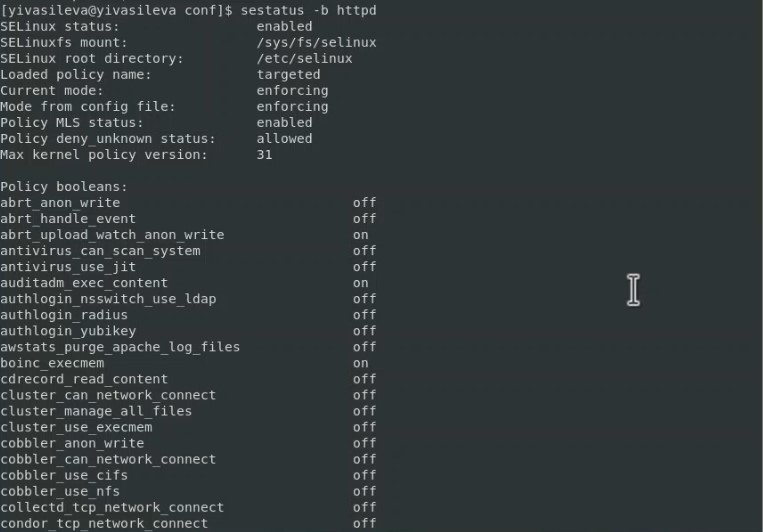 [yivasileva@yivasileva conf]$ sestatus -b httpd
SELinux status:                 enabled
SELinuxfs mount:                /sys/fs/selinux
SELinux root directory:         /etc/selinux
Loaded policy name:             targeted
Current mode:                   enforcing
Mode from config file:          enforcing
Policy MLS status:              enabled
Policy deny_unknown status:     allowed
Max kernel policy version:      31

Policy booleans:
abrt_anon_write                             off
abrt_handle_event                           off
abrt_upload_watch_anon_write                on
antivirus_can_scan_system                   off
antivirus_use_jit                           off
auditadm_exec_content                       on
authlogin_nsswitch_use_ldap                 off
authlogin_radius                            off
authlogin_yubikey                           off
awstats_purge_apache_log_files              off
boinc_execmem                               on
cdrecord_read_content                       off
cluster_can_network_connect                 off
cluster_manage_all_files                    off
cluster_use_execmem                         off
cobbler_anon_write                          off
cobbler_can_network_connect                 off
cobbler_use_cifs                            off
cobbler_use_nfs                             off
collectd_tcp_network_connect                off
condor_tcp_network_connect                  off